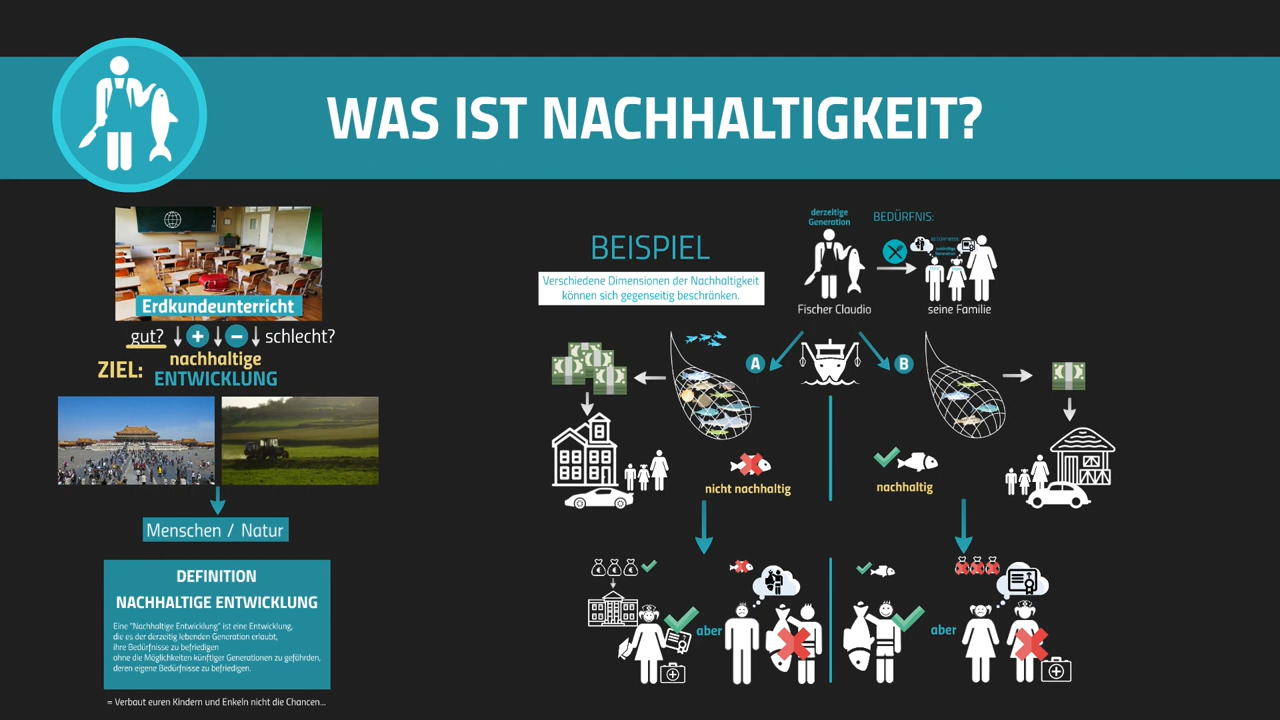 WAS IST NACHHALTIGKEIT?
Erdkundeunterricht
gut?
schlecht?
ZIEL: nachhaltige
ENTWICKLUNG
Menschen / Natur
DEFINITION
NACHHALTIGE ENTWICKLUNG
Eine "Nachhaltige Entwicklung" ist eine Entwicklung,
die es der derzeitig lebenden Generation erlaubt,
ihre Bedürfnisse zu befriedigen
ohne die Möglichkeiten künftiger Generationen zu gefährden,
deren eigene Bedürfnisse zu befriedigen.
= Verbaut euren Kindern und Enkeln nicht die Chancen...
BEISPIEL
Verschiedene Dimensionen der Nachhaltigkeit
können sich gegenseitig beschränken.
derzeitige
Generation
BEDÜRFNIS:
Fischer Claudio
seine Familie
A
B
nicht nachhaltig
nachhaltig
aber
aber